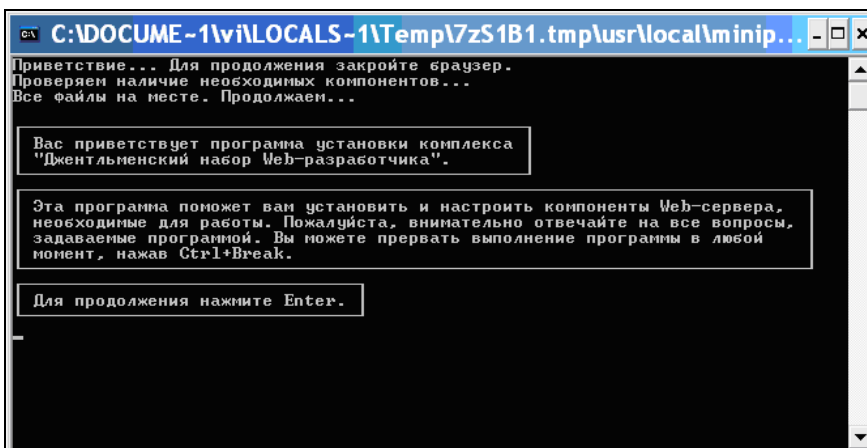 C:\DOCUME~1\vi\LOCALS~1\Temp\7zS1B1.tmp\usr\local\minip...
Приветствие... Для продолжения закройте браузер.
Проверяем наличие необходимых компонентов...
Все файлы на месте. Продолжаем...
Вас приветствует программа установки комплекса
"Джентльменский набор Web-разработчика".
Эта программа поможет вам установить и настроить компоненты Web-сервера,
необходимые для работы. Пожалуйста, внимательно отвечайте на все вопросы,
задаваемые программой. Вы можете прервать выполнение программы в любой
момент, нажав Ctrl+Break.
Для продолжения нажмите Enter.